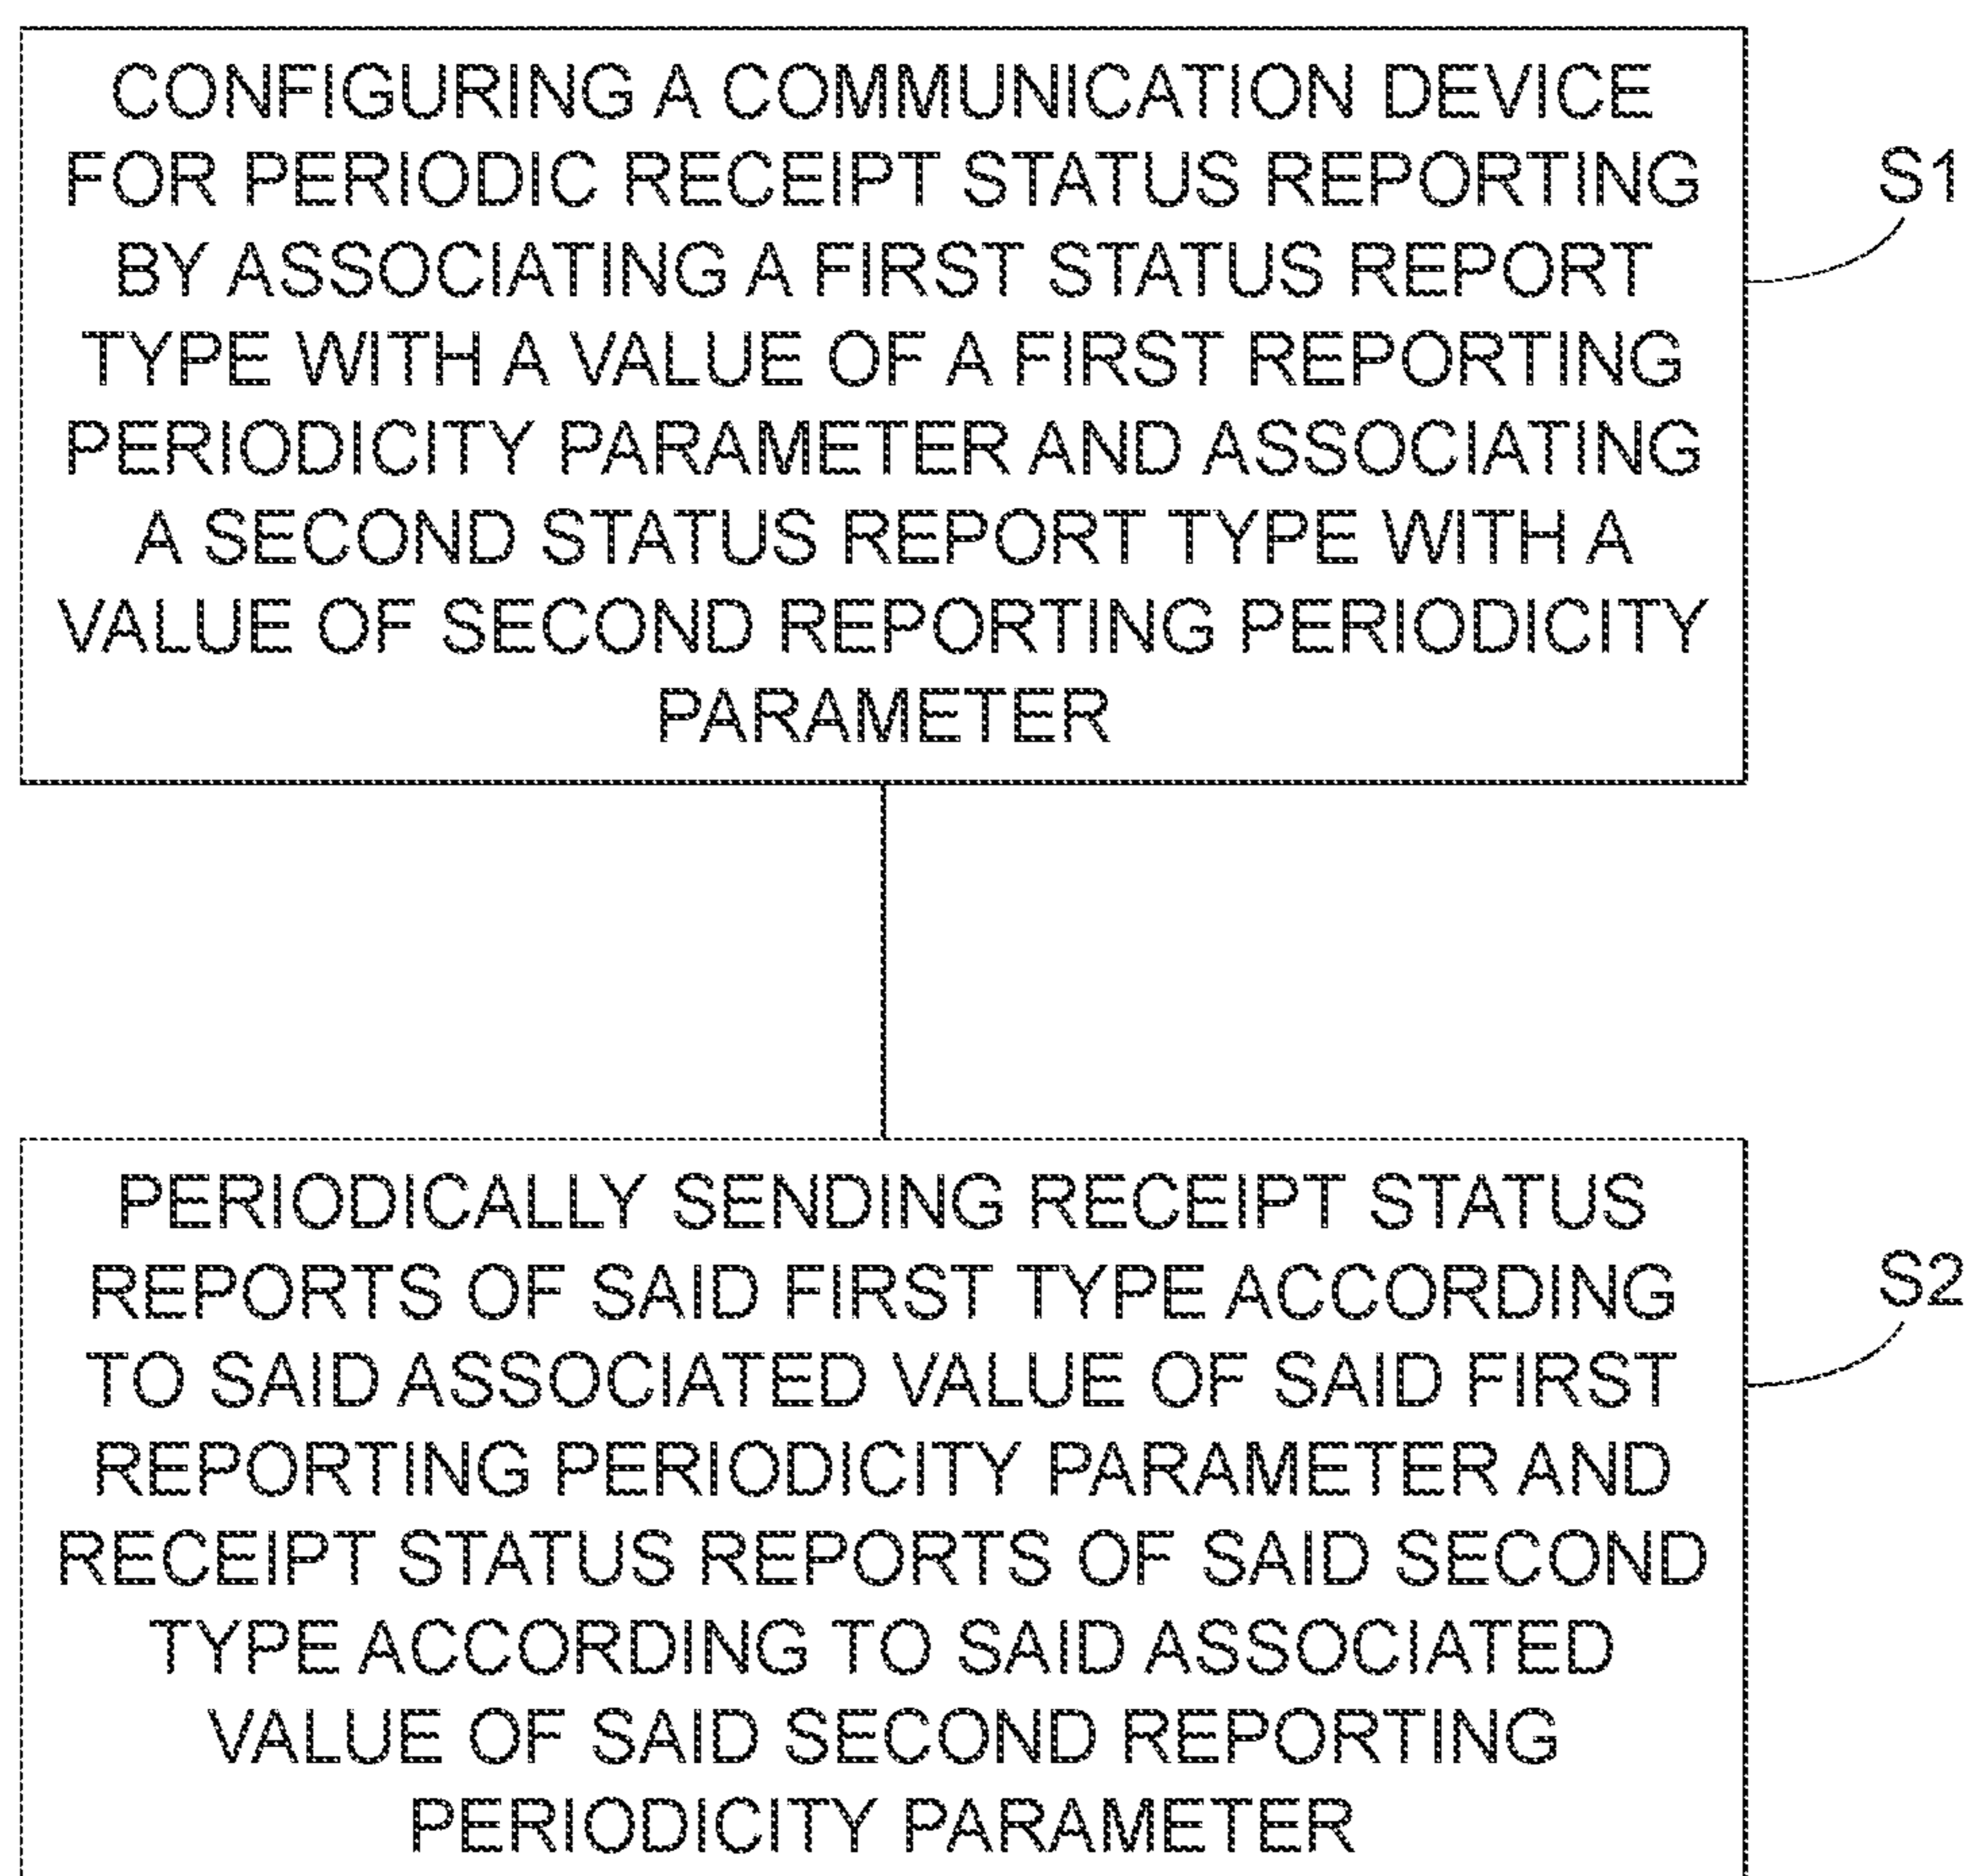 CONFIGURING A COMMUNICATION DEVICE
FOR PERIODIC RECEIPT STATUS REPORTING
BY ASSOCIATING A FIRST STATUS REPORT
TYPE WITH A VALUE OF A FIRST REPORTING
PERIODICITY PARAMETER AND ASSOCIATING
A SECOND STATUS REPORT TYPE WITH A
VALUE OF SECOND REPORTING PERIODICITY
PARAMETER
S1
PERIODICALLY SENDING RECEIPT STATUS
REPORTS OF SAID FIRST TYPE ACCORDING
TO SAID ASSOCIATED VALUE OF SAID FIRST
REPORTING PERIODICITY PARAMETER AND
RECEIPT STATUS REPORTS OF SAID SECOND
TYPE ACCORDING TO SAID ASSOCIATED
VALUE OF SAID SECOND REPORTING
PERIODICITY PARAMETER
S2